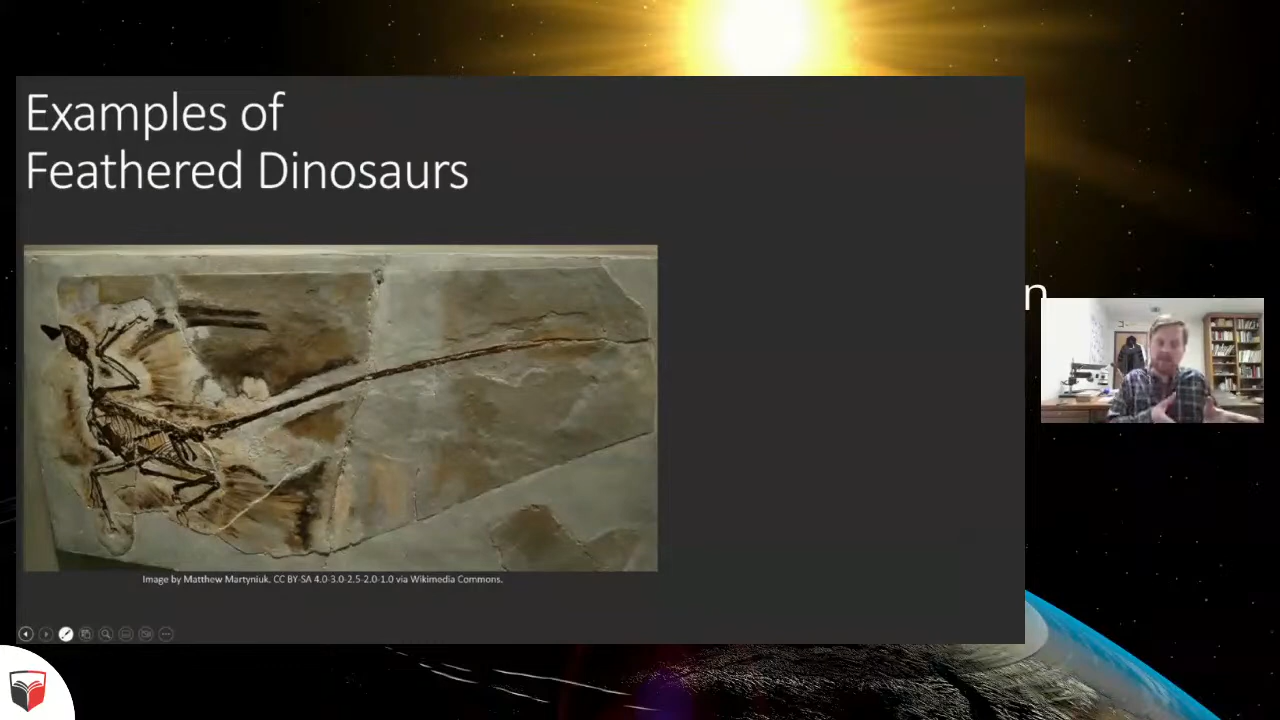 Examples of
Feathered Dinosaurs
n
Image by Matthew Martyniuk. CC BY-SA 4.0-3.0-2.5-2.0-1.0 via Wikimedia Commons.